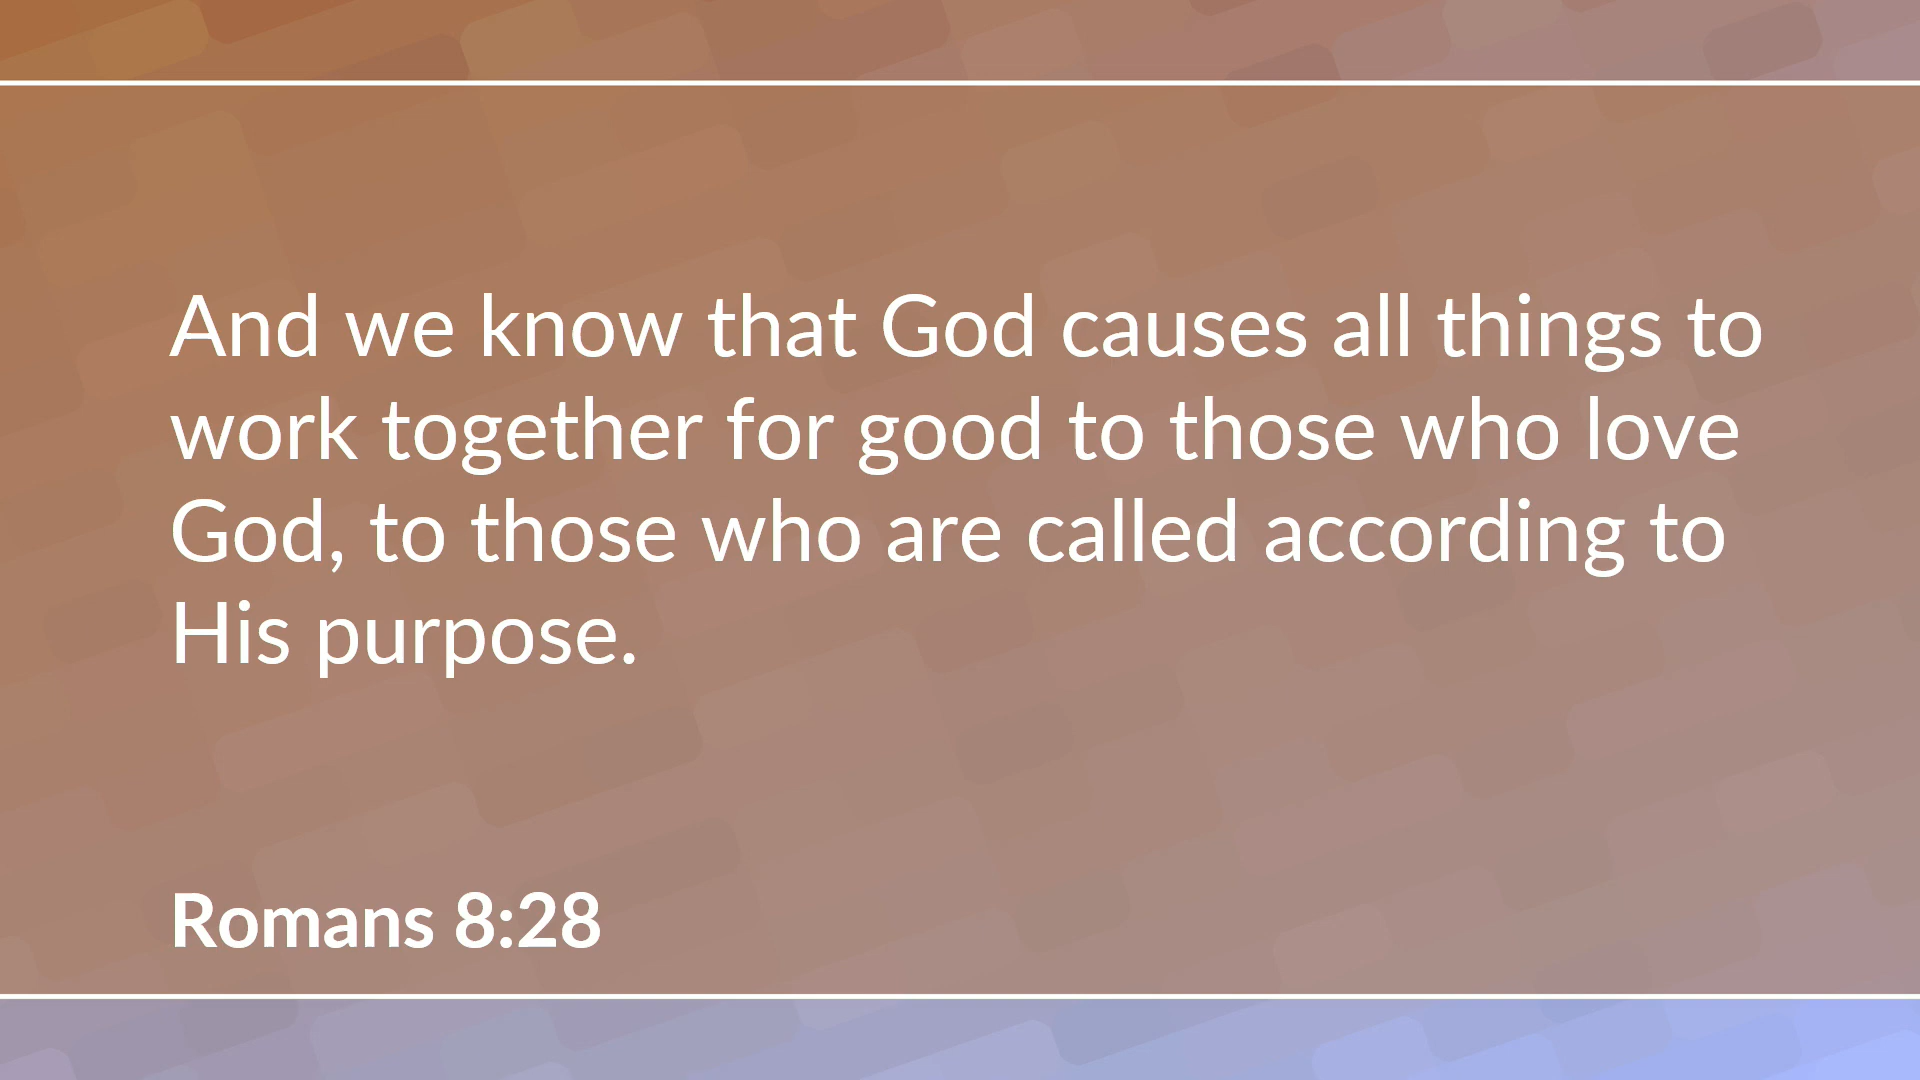 And we know that God causes all things to
work together for good to those who love
God, to those who are called according to
His purpose.
Romans 8:28